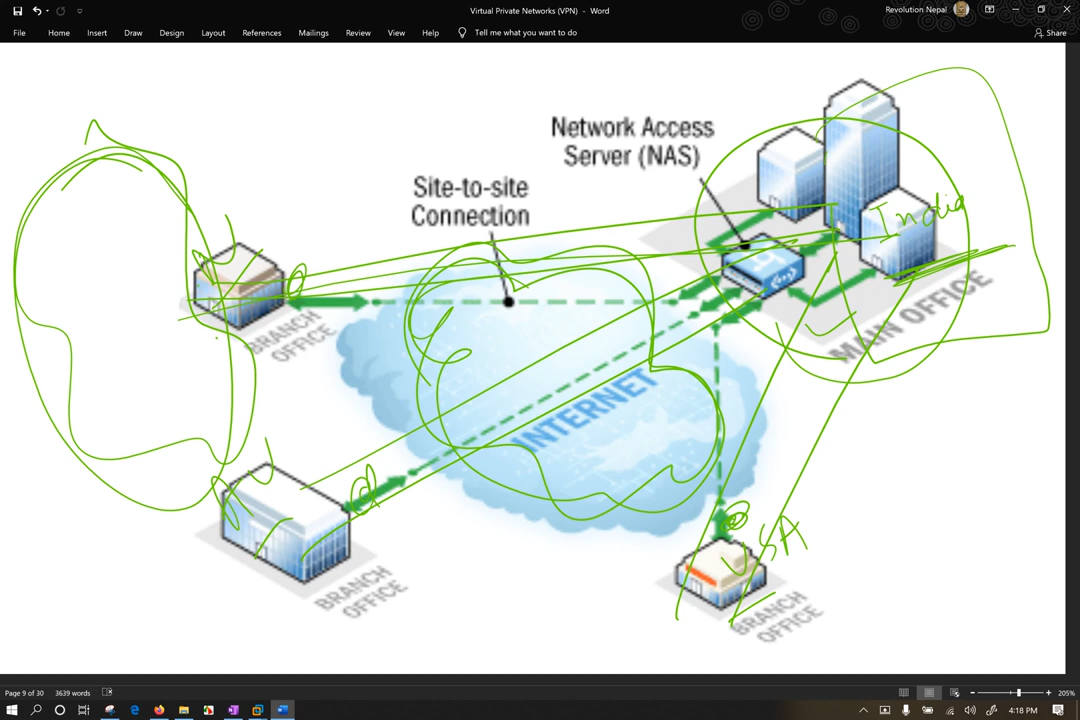 Virtual Private Networks (VPN) - Word
Revolution Nepal
File Home Insert Draw Design Layout References Mailings Review View Help Tell me what you want to do
Share
Network Access
Server (NAS)
Site-to-site
Connection
India
MAIN OFFICE
BRANCH
OFFICE
INTERNET
BRANCH
OFFICE
USA
BRANCH
OFFICE
Page 9 of 30 3639 words
205%
4:18 PM